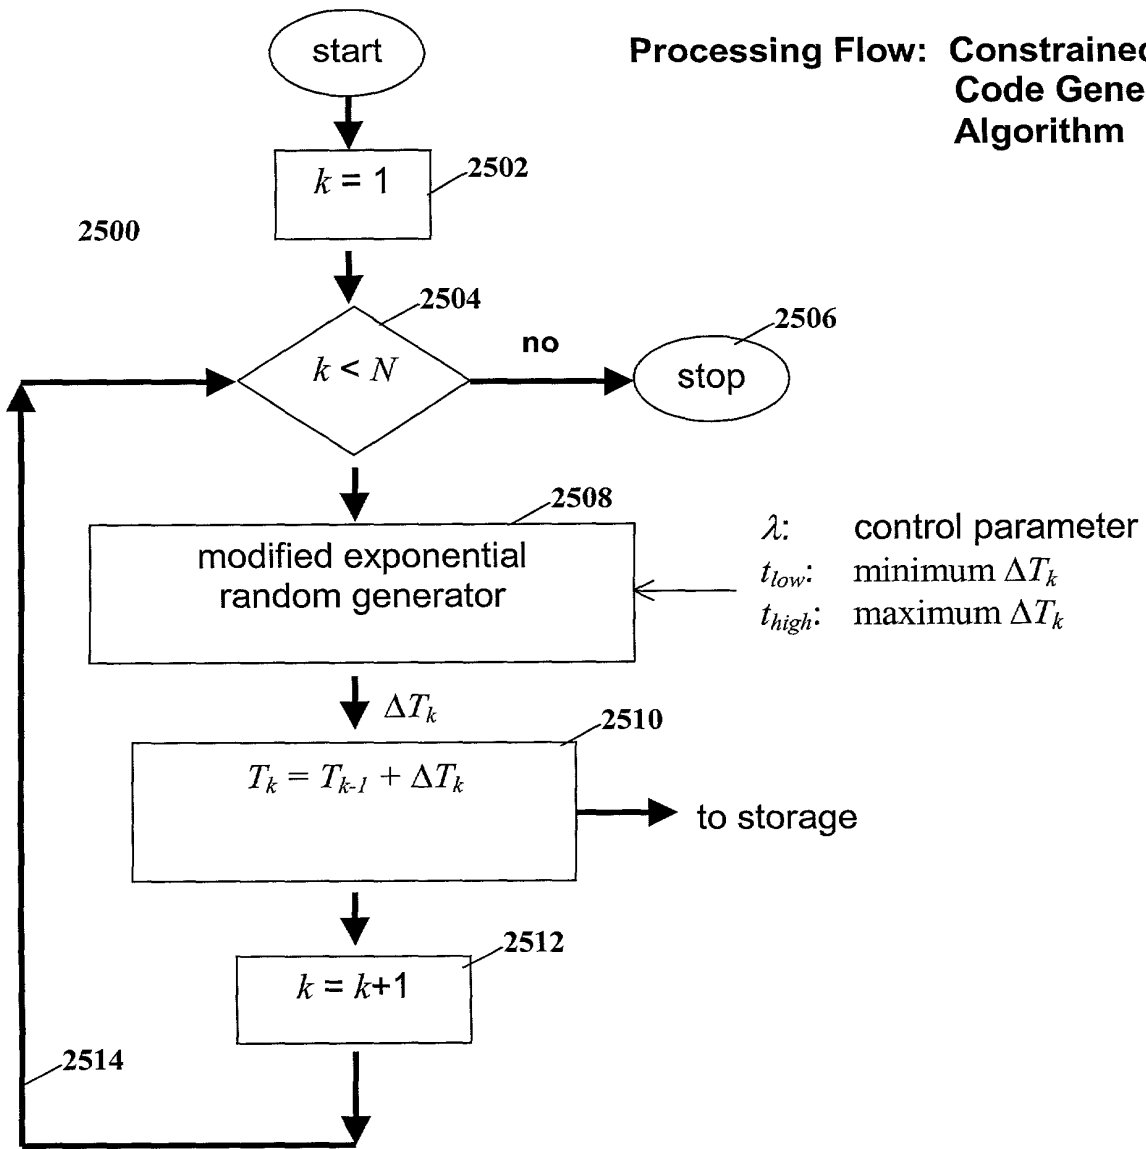 start
Processing Flow: Constrained
Code Gene
Algorithm
k = 1
2502
2500
2504
k < N
no
2506
stop
2508
modified exponential
random generator
λ: control parameter
t_low: minimum ΔT_k
t_high: maximum ΔT_k
ΔT_k
2510
T_k = T_k-1 + ΔT_k
to storage
2512
k = k+1
2514